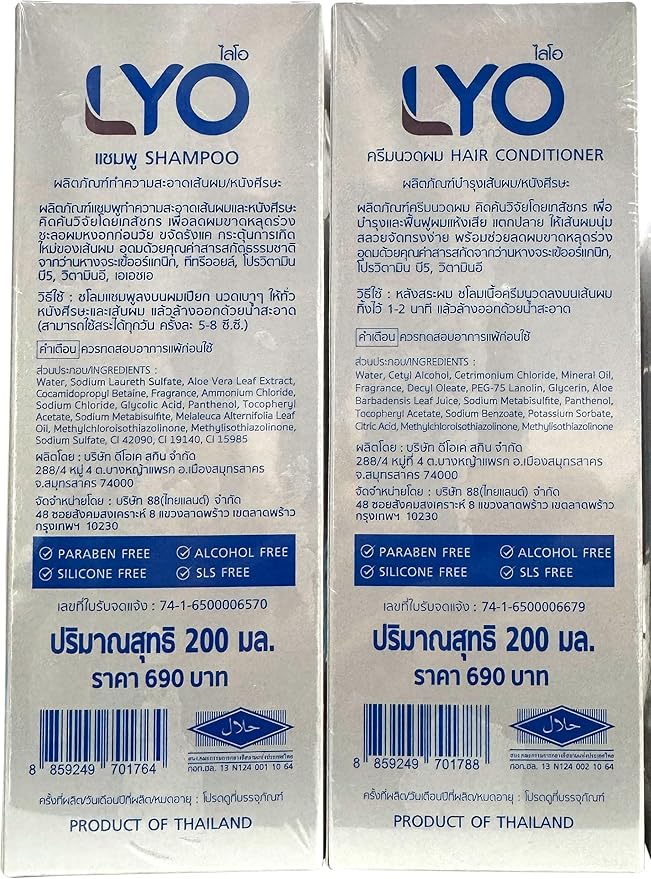 ไลโอ
LYO
แชมพู SHAMPOO
ผลิตภัณฑ์ทำความสะอาดเส้นผม/หนังศีรษะ
ผลิตภัณฑ์แชมพูทำความสะอาดเส้นผมและหนังศีรษะ
คิดค้นวิจัยโดยเภสัชกร เพื่อลดผมขาดหลุดร่วง
ชะลอผมหงอกก่อนวัย ขจัดรังแค กระตุ้นการเกิด
ใหม่ของเส้นผม อุดมด้วยคุณค่าสารสกัดธรรมชาติ
จากว่านหางจระเข้ออร์แกนิก, ทีทรีออยล์, โปรวิตามิน
บี5, วิตามินอี, เอเอชเอ
วิธีใช้ : ชโลมแชมพูลงบนผมเปียก นวดเบาๆ ให้ทั่ว
หนังศีรษะและเส้นผม แล้วล้างออกด้วยน้ำสะอาด
(สามารถใช้สระได้ทุกวัน ครั้งละ 5-8 ซี.ซี.)
คำเตือน ควรทดสอบอาการแพ้ก่อนใช้
ส่วนประกอบ/INGREDIENTS :
Water, Sodium Laureth Sulfate, Aloe Vera Leaf Extract,
Cocamidopropyl Betaine, Fragrance, Ammonium Chloride,
Sodium Chloride, Glycolic Acid, Panthenol, Tocopheryl
Acetate, Sodium Metabisulfite, Melaleuca Alternifolia Leaf
Oil, Methylchloroisothiazolinone, Methylisothiazolinone,
Sodium Sulfate, CI 42090, CI 19140, CI 15985
ผลิตโดย : บริษัท ดีโอเค สกิน จำกัด
288/4 หมู่ 4 ต.บางหญ้าแพรก อ.เมืองสมุทรสาคร
จ.สมุทรสาคร 74000
จัดจำหน่ายโดย : บริษัท 88(ไทยแลนด์) จำกัด
48 ซอยสังคมสงเคราะห์ 8 แขวงลาดพร้าว เขตลาดพร้าว
กรุงเทพฯ 10230
PARABEN FREE ALCOHOL FREE
SILICONE FREE SLS FREE
เลขที่ใบรับจดแจ้ง : 74-1-6500006570
ปริมาณสุทธิ 200 มล.
ราคา 690 บาท
8 859249 701764
حلال
กอท.ฮล. 13 N124 001 10 64
ครั้งที่ผลิต/วันเดือนปีที่ผลิต/หมดอายุ : โปรดดูที่บรรจุภัณฑ์
PRODUCT OF THAILAND
ไลโอ
LYO
ครีมนวดผม HAIR CONDITIONER
ผลิตภัณฑ์บำรุงเส้นผม/หนังศีรษะ
ผลิตภัณฑ์ครีมนวดผม คิดค้นวิจัยโดยเภสัชกร เพื่อ
บำรุงและฟื้นฟูผมแห้งเสีย แตกปลาย ให้เส้นผมนุ่ม
สลวยจัดทรงง่าย พร้อมช่วยลดผมขาดหลุดร่วง
อุดมด้วยคุณค่าสารสกัดจากว่านหางจระเข้ออร์แกนิก,
โปรวิตามิน บี5, วิตามินอี
วิธีใช้ : หลังสระผม ชโลมเนื้อครีมนวดลงบนเส้นผม
ทิ้งไว้ 1-2 นาที แล้วล้างออกด้วยน้ำสะอาด
คำเตือน ควรทดสอบอาการแพ้ก่อนใช้
ส่วนประกอบ/INGREDIENTS :
Water, Cetyl Alcohol, Cetrimonium Chloride, Mineral Oil,
Fragrance, Decyl Oleate, PEG-75 Lanolin, Glycerin, Aloe
Barbadensis Leaf Juice, Sodium Metabisulfite, Panthenol,
Tocopheryl Acetate, Sodium Benzoate, Potassium Sorbate,
Citric Acid, Methylchloroisothiazolinone, Methylisothiazolinone
ผลิตโดย : บริษัท ดีโอเค สกิน จำกัด
288/4 หมู่ที่ 4 ต.บางหญ้าแพรก อ.เมืองสมุทรสาคร
จ.สมุทรสาคร 74000
จัดจำหน่ายโดย : บริษัท 88(ไทยแลนด์) จำกัด
48 ซอยสังคมสงเคราะห์ 8 แขวงลาดพร้าว เขตลาดพร้าว
กรุงเทพฯ 10230
PARABEN FREE ALCOHOL FREE
SILICONE FREE SLS FREE
เลขที่ใบรับจดแจ้ง : 74-1-6500006679
ปริมาณสุทธิ 200 มล.
ราคา 690 บาท
8 859249 701788
حلال
กอท.ฮล. 13 N124 002 10 64
ครั้งที่ผลิต/วันเดือนปีที่ผลิต/หมดอายุ : โปรดดูที่บรรจุภัณฑ์
PRODUCT OF THAILAND